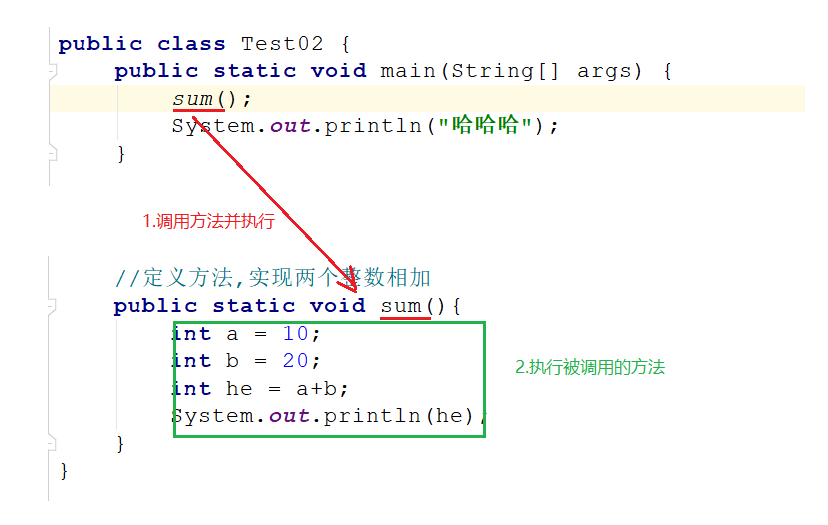 public class Test02 {
public static void main(String[] args) {
sum();
System.out.println("哈哈哈");
}
1.调用方法并执行
//定义方法,实现两个整数相加
public static void sum(){
int a = 10;
int b = 20;
2.执行被调用的方法
int he = a+b;
System.out.println(he);
}
}